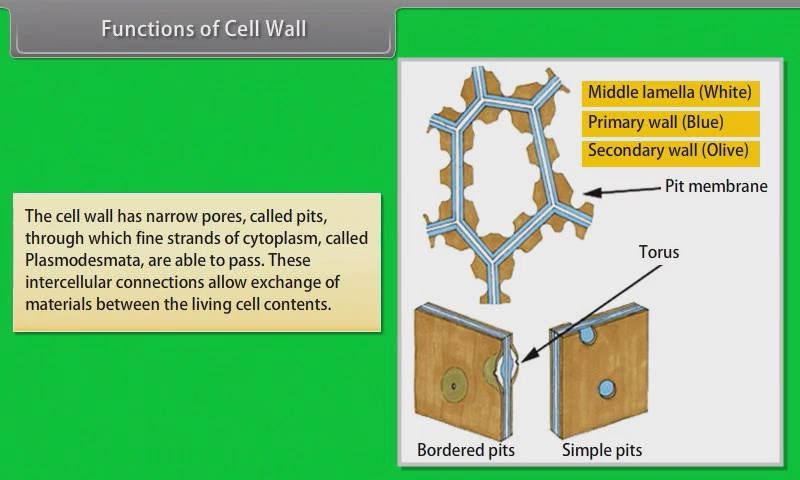 Functions of Cell Wall
The cell wall has narrow pores, called pits,
through which fine strands of cytoplasm, called
Plasmodesmata, are able to pass. These
intercellular connections allow exchange of
materials between the living cell contents.
Middle lamella (White)
Primary wall (Blue)
Secondary wall (Olive)
Pit membrane
Torus
Bordered pits
Simple pits